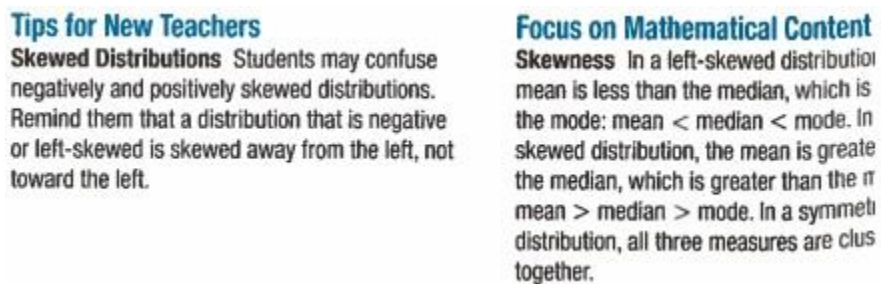 Tips for New Teachers
Skewed Distributions Students may confuse
negatively and positively skewed distributions.
Remind them that a distribution that is negative
or left-skewed is skewed away from the left, not
toward the left.
Focus on Mathematical Content
Skewness In a left-skewed
mean is less than the median, which is
the mode: mean < median < mode. In
skewed distribution, the mean is
the median, which is greater than the
mean > median > mode. In a
distribution, all three measures are
together.